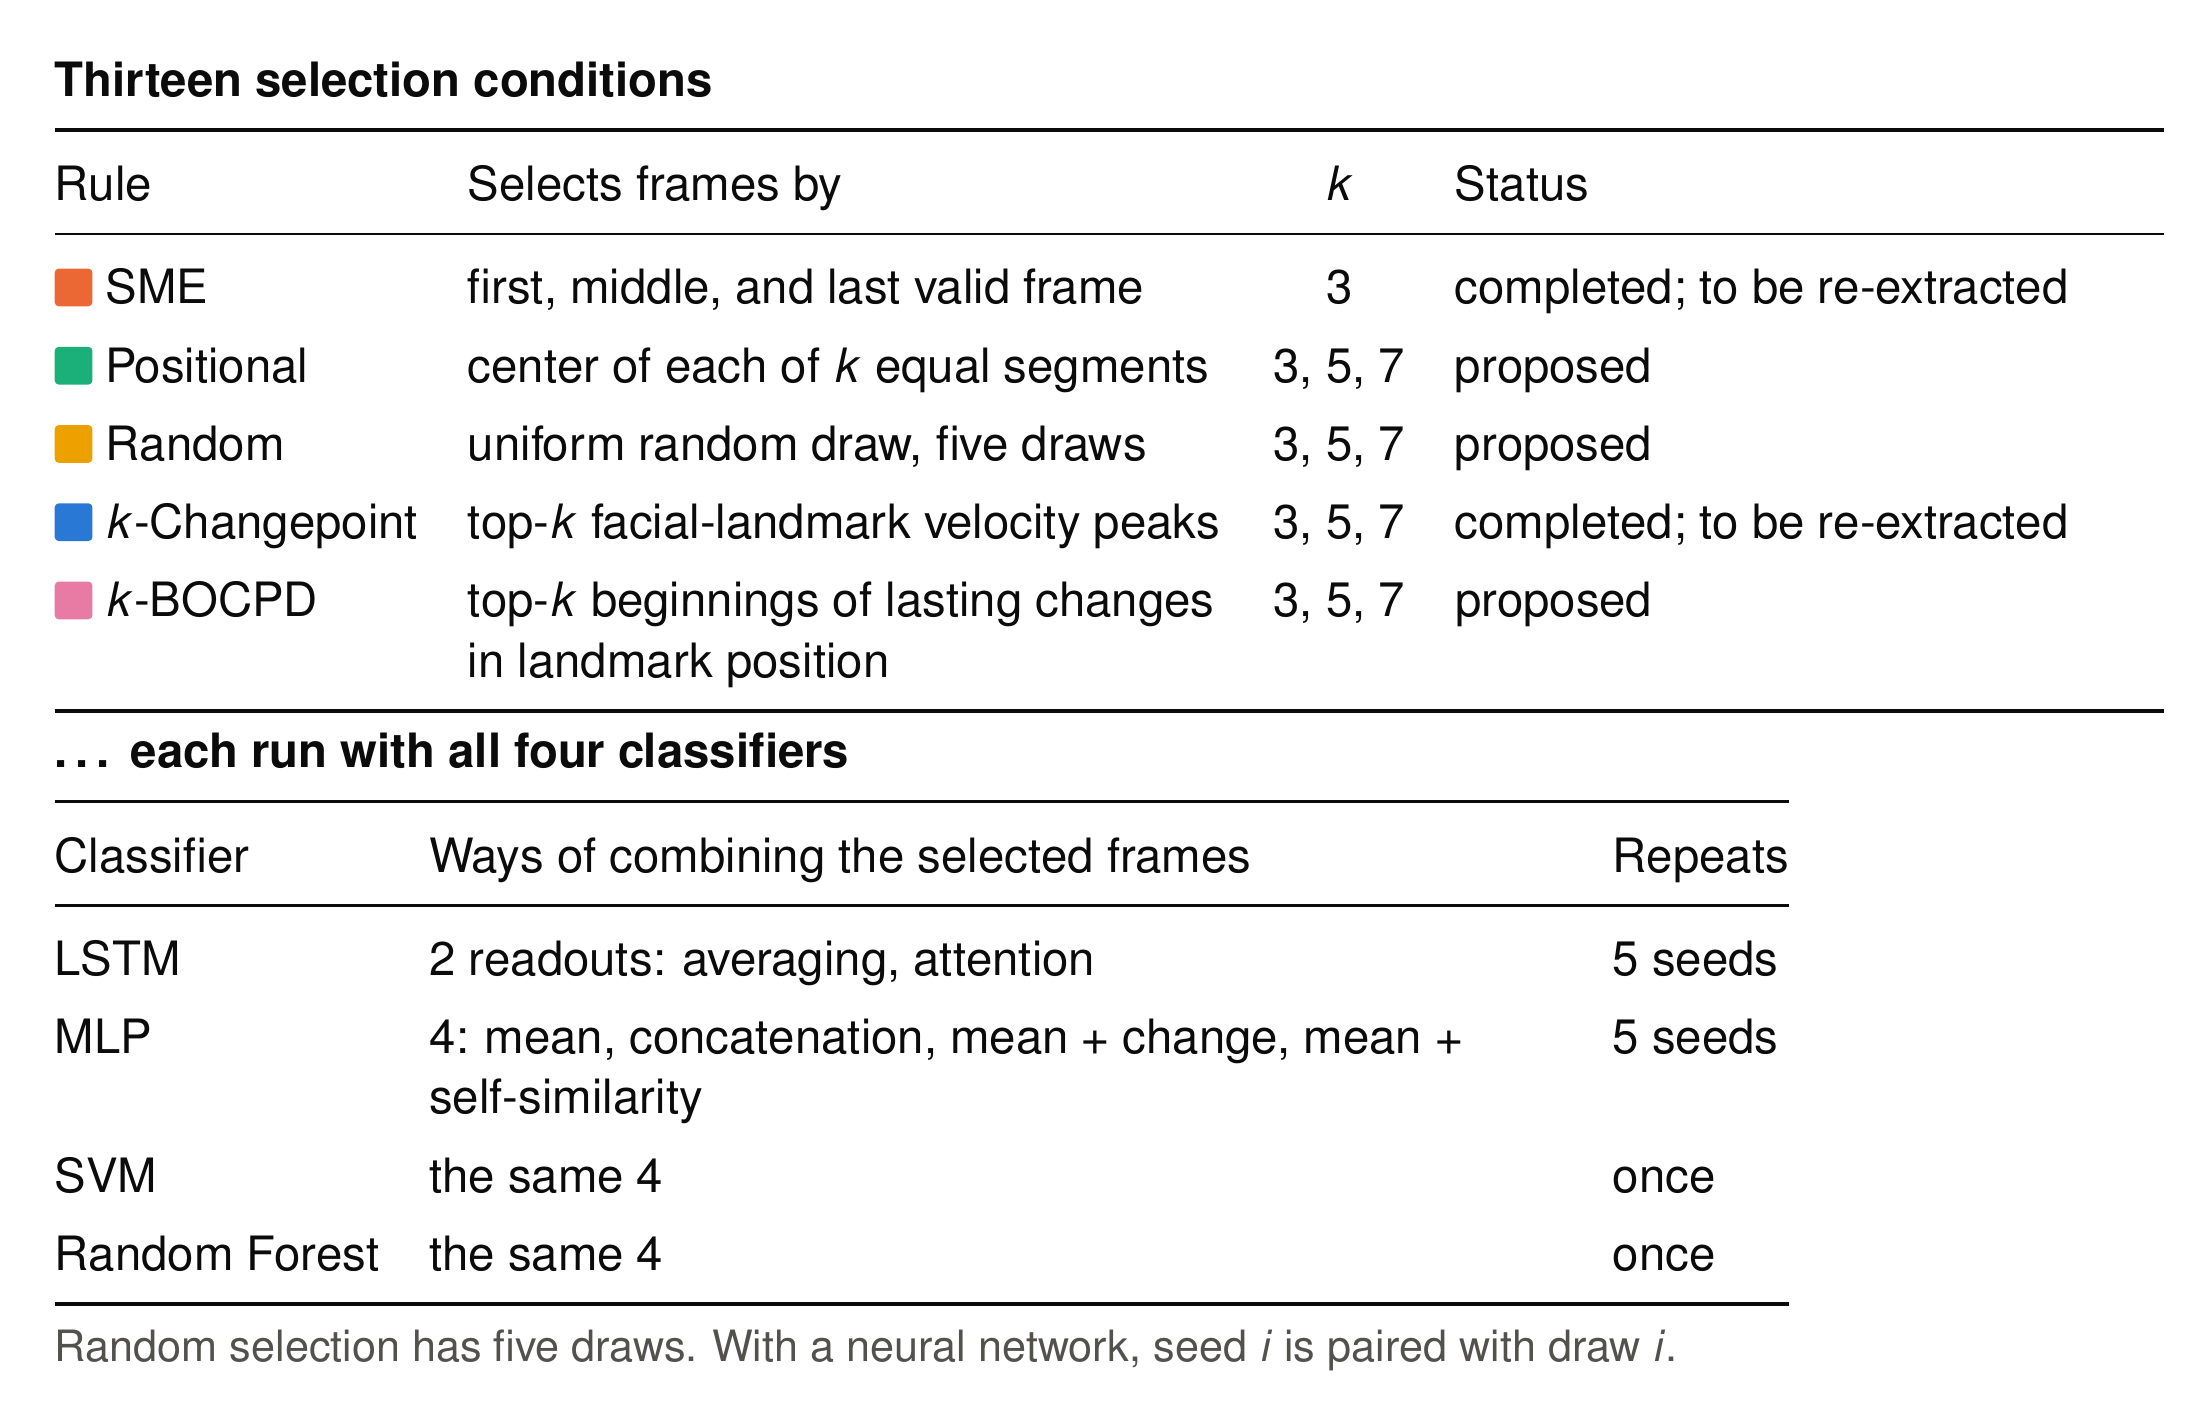 Thirteen selection conditions
Rule Selects frames by k Status
SME first, middle, and last valid frame 3 completed; to be re-extracted
Positional center of each of k equal segments 3, 5, 7 proposed
Random uniform random draw, five draws 3, 5, 7 proposed
k-Changepoint top-k facial-landmark velocity peaks 3, 5, 7 completed; to be re-extracted
k-BOCPD top-k beginnings of lasting changes 3, 5, 7 proposed
in landmark position
... each run with all four classifiers
Classifier Ways of combining the selected frames Repeats
LSTM 2 readouts: averaging, attention 5 seeds
MLP 4: mean, concatenation, mean + change, mean + 5 seeds
self-similarity
SVM the same 4 once
Random Forest the same 4 once
Random selection has five draws. With a neural network, seed i is paired with draw i.